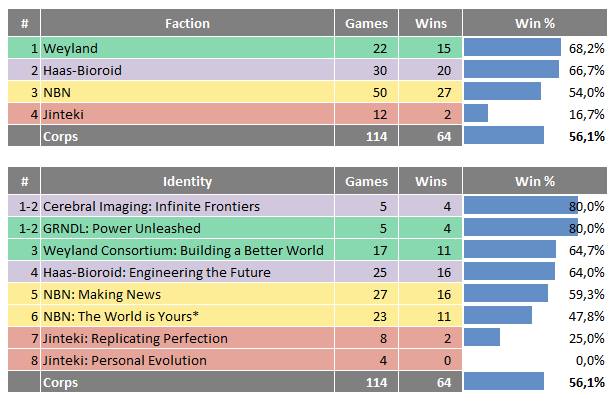 # Faction Games Wins Win %
1 Weyland 22 15 68,2%
2 Haas-Bioroid 30 20 66,7%
3 NBN 50 27 54,0%
4 Jinteki 12 2 16,7%
Corps 114 64 56,1%
# Identity Games Wins Win %
1-2 Cerebral Imaging: Infinite Frontiers 5 4 80,0%
1-2 GRNDL: Power Unleashed 5 4 80,0%
3 Weyland Consortium: Building a Better World 17 11 64,7%
4 Haas-Bioroid: Engineering the Future 25 16 64,0%
5 NBN: Making News 27 16 59,3%
6 NBN: The World is Yours* 23 11 47,8%
7 Jinteki: Replicating Perfection 8 2 25,0%
8 Jinteki: Personal Evolution 4 0 0,0%
Corps 114 64 56,1%